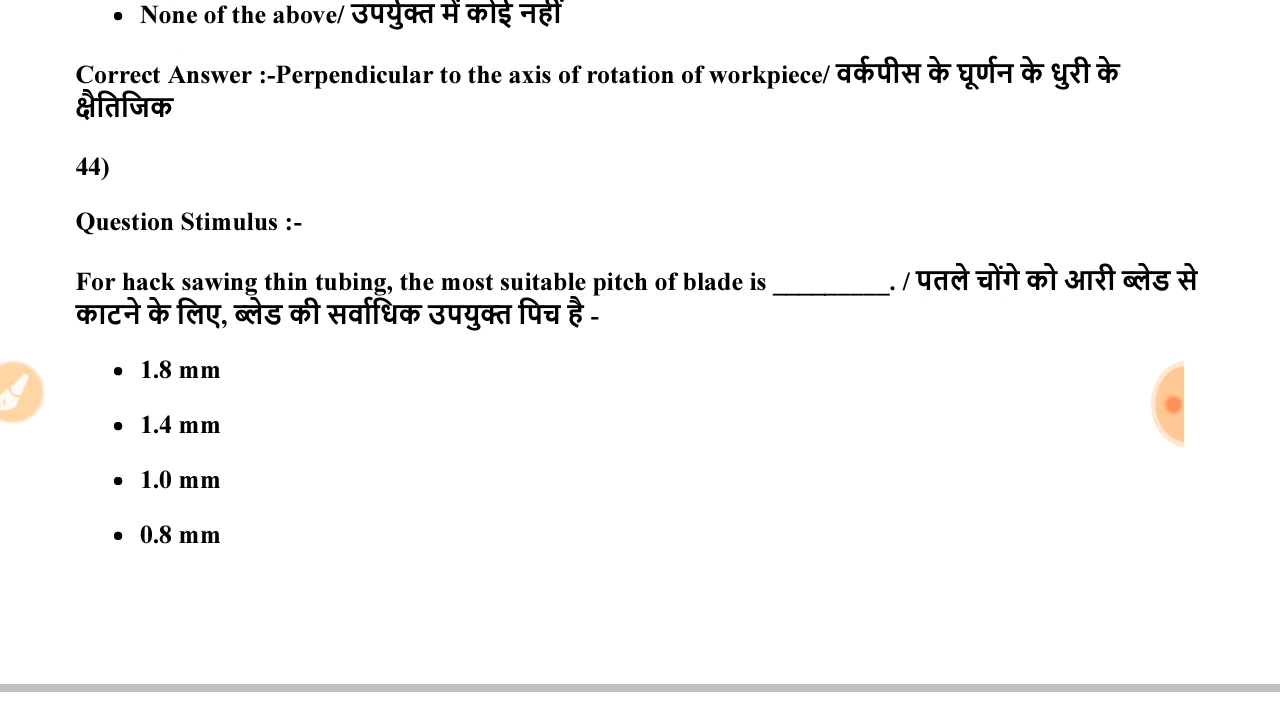 • None of the above/ उपर्युक्त में कोई नहीं
Correct Answer :-Perpendicular to the axis of rotation of workpiece/ वर्कपीस के घूर्णन के धुरी के
क्षैतिजिक
44)
Question Stimulus :-
For hack sawing thin tubing, the most suitable pitch of blade is _________. / पतले चोंगे को आरी ब्लेड से
काटने के लिए, ब्लेड की सर्वाधिक उपयुक्त पिच है -
• 1.8 mm
• 1.4 mm
• 1.0 mm
• 0.8 mm